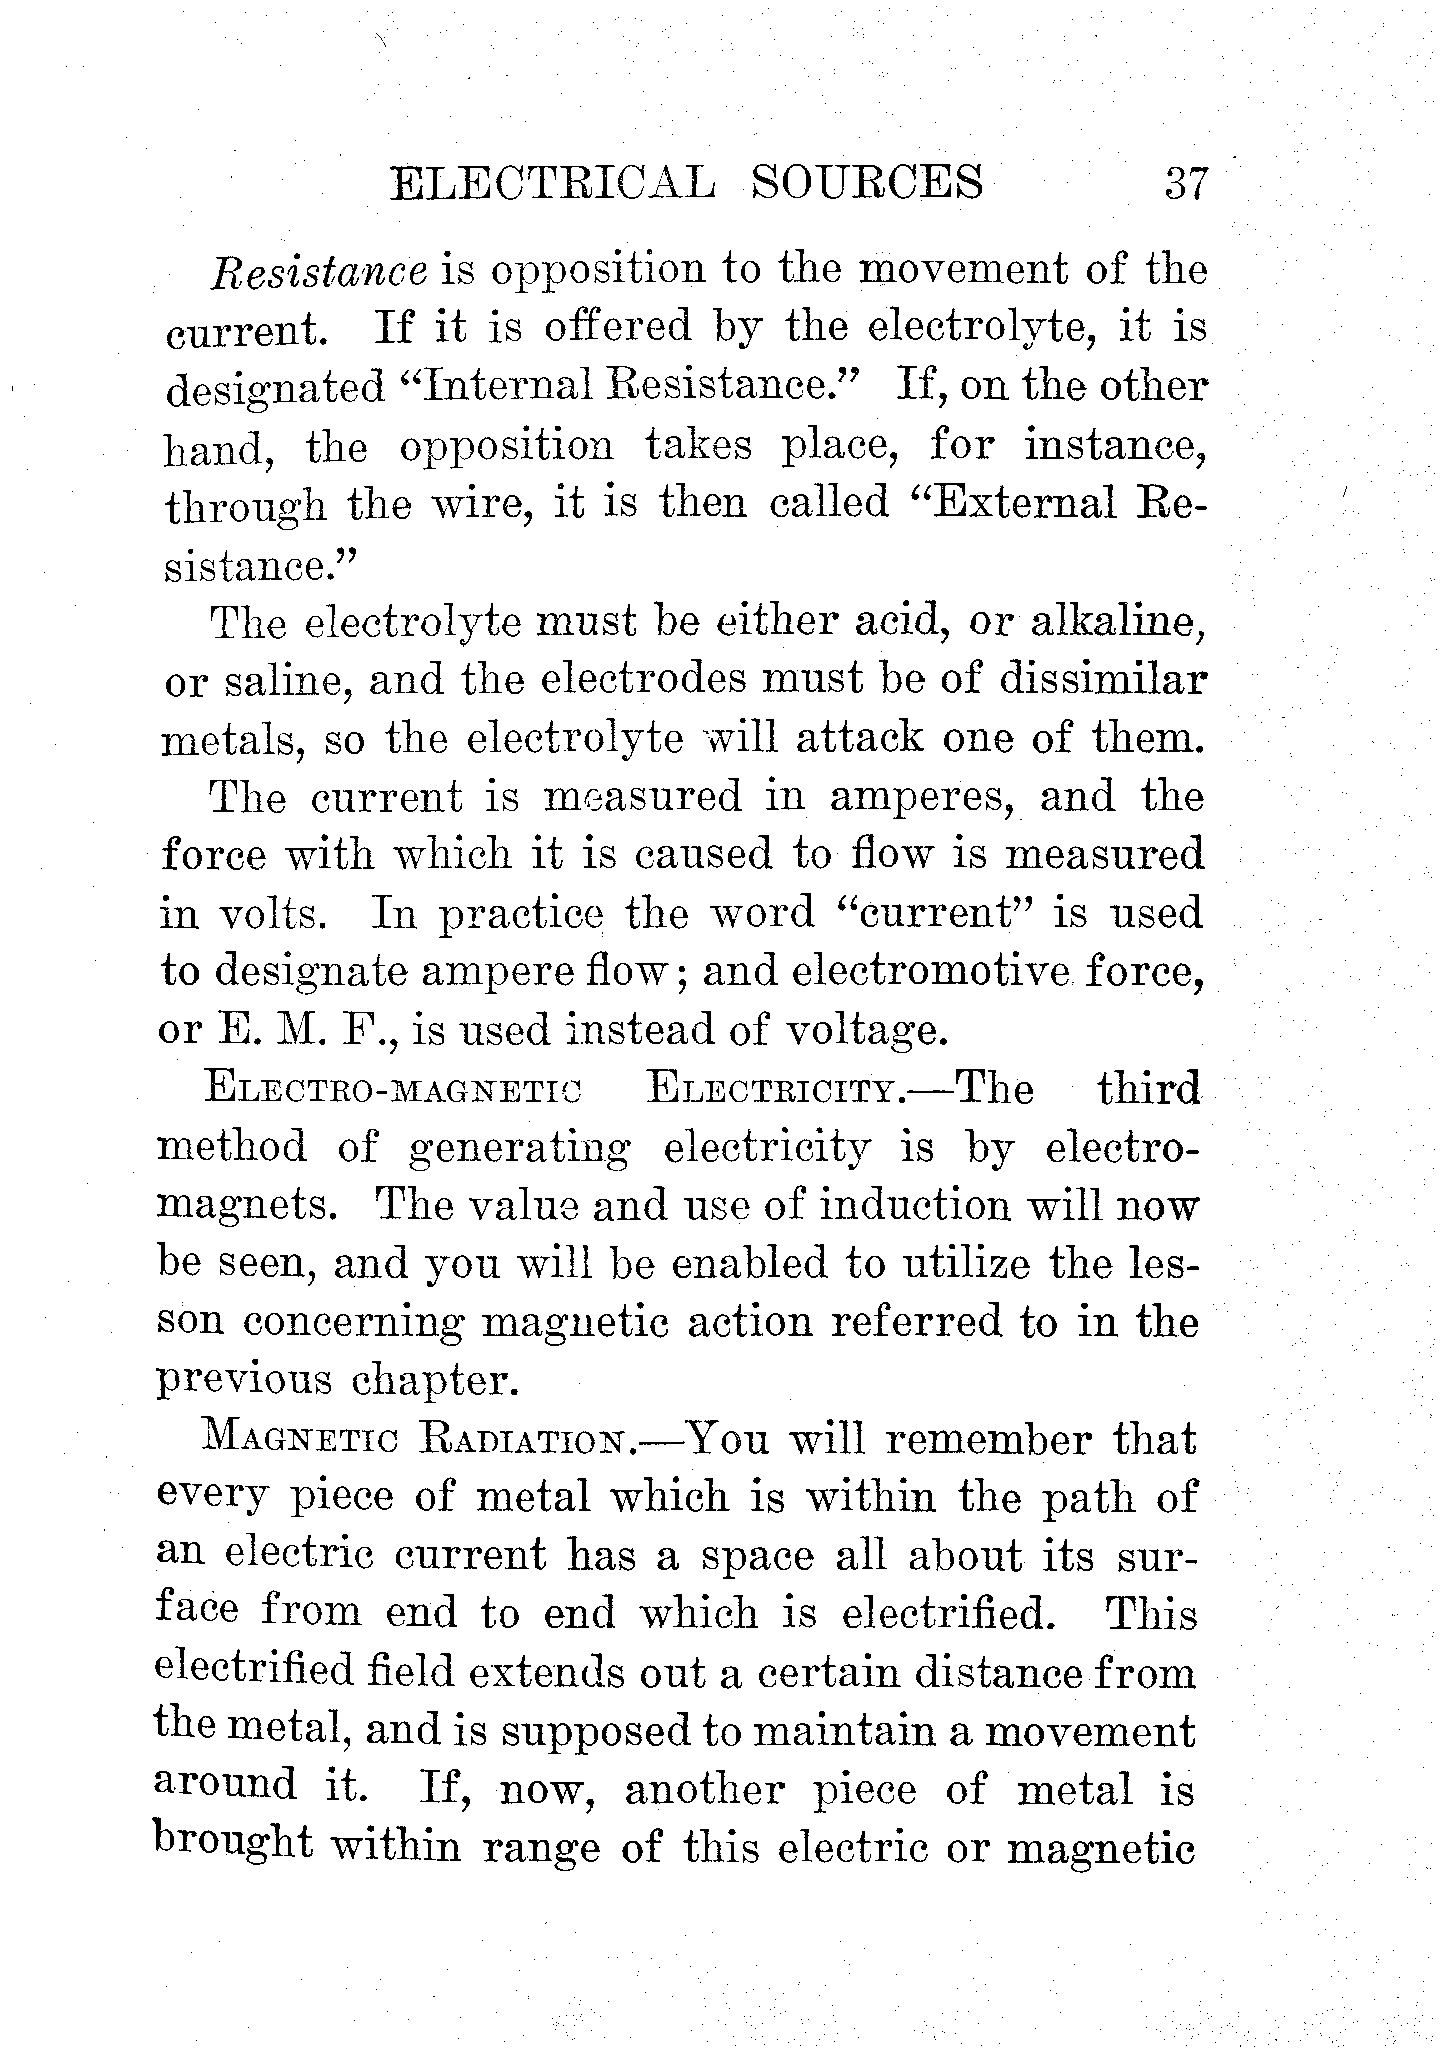 ELECTRICAL SOURCES 37
Resistance is opposition to the movement of the
current. If it is offered by the electrolyte, it is
designated “Internal Resistance.” If, on the other
hand, the opposition takes place, for instance,
through the wire, it is then called “External Re-
sistance.”
The electrolyte must be either acid, or alkaline,
or saline, and the electrodes must be of dissimilar
metals, so the electrolyte will attack one of them.
The current is measured in amperes, and the
force with which it is caused to flow is measured
in volts. In practice the word “current” is used
to designate ampere flow; and electromotive force,
or E. M. F., is used instead of voltage.
ELECTRO-MAGNETIC ELECTRICITY.—The third
method of generating electricity is by electro-
magnets. The value and use of induction will now
be seen, and you will be enabled to utilize the les-
son concerning magnetic action referred to in the
previous chapter.
MAGNETIC RADIATION.—You will remember that
every piece of metal which is within the path of
an electric current has a space all about its sur-
face from end to end which is electrified. This
electrified field extends out a certain distance from
the metal, and is supposed to maintain a movement
around it. If, now, another piece of metal is
brought within range of this electric or magnetic